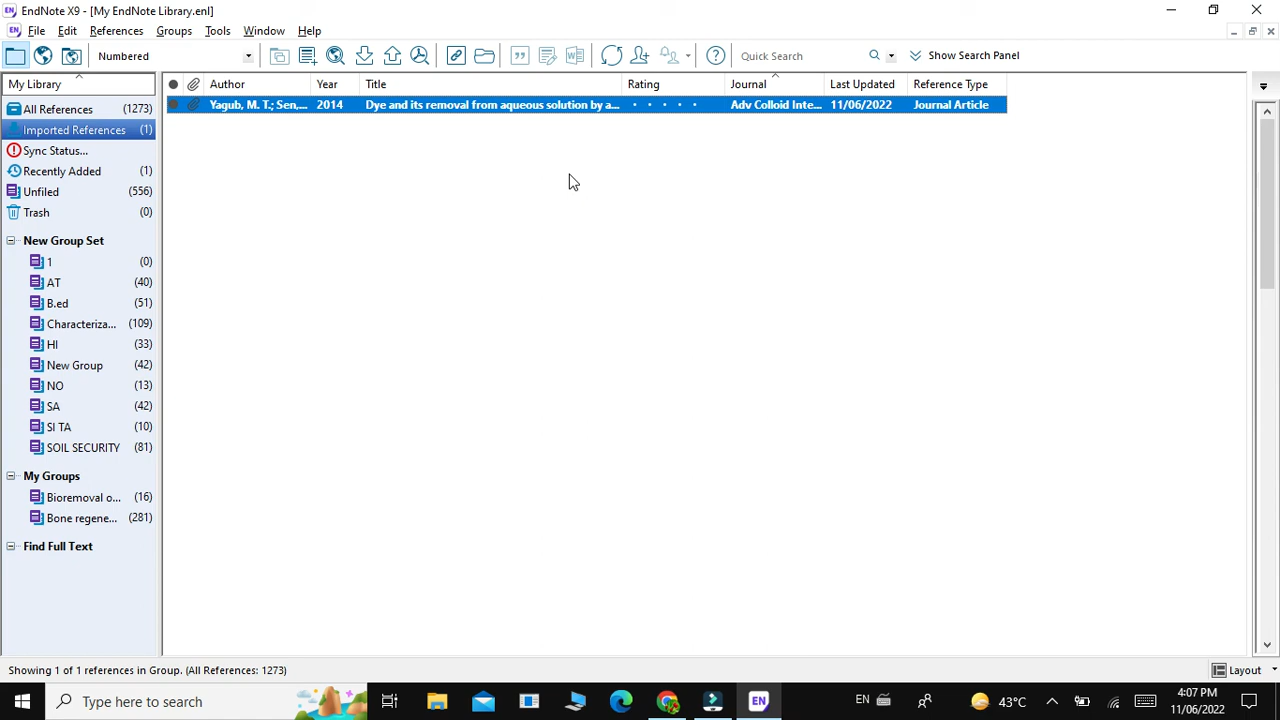 EndNote X9 - [My EndNote Library.enl]
File Edit References Groups Tools Window Help
Numbered Quick Search Show Search Panel
My Library Author Year Title Rating Journal Last Updated Reference Type
Yagub, M. T.; Sen,... 2014 Dye and its removal from aqueous solution by a... Adv Colloid Inte... 11/06/2022 Journal Article
All References (1273)
Imported References (1)
Sync Status...
Recently Added (1)
Unfiled (556)
Trash (0)
New Group Set
1 (0)
AT (40)
B.ed (51)
Characteriza... (109)
HI (33)
New Group (42)
NO (13)
SA (42)
SI TA (10)
SOIL SECURITY (81)
My Groups
Bioremoval o... (16)
Bone regene... (281)
Find Full Text
Showing 1 of 1 references in Group. (All References: 1273) Layout
Type here to search EN 43°C 4:07 PM
11/06/2022